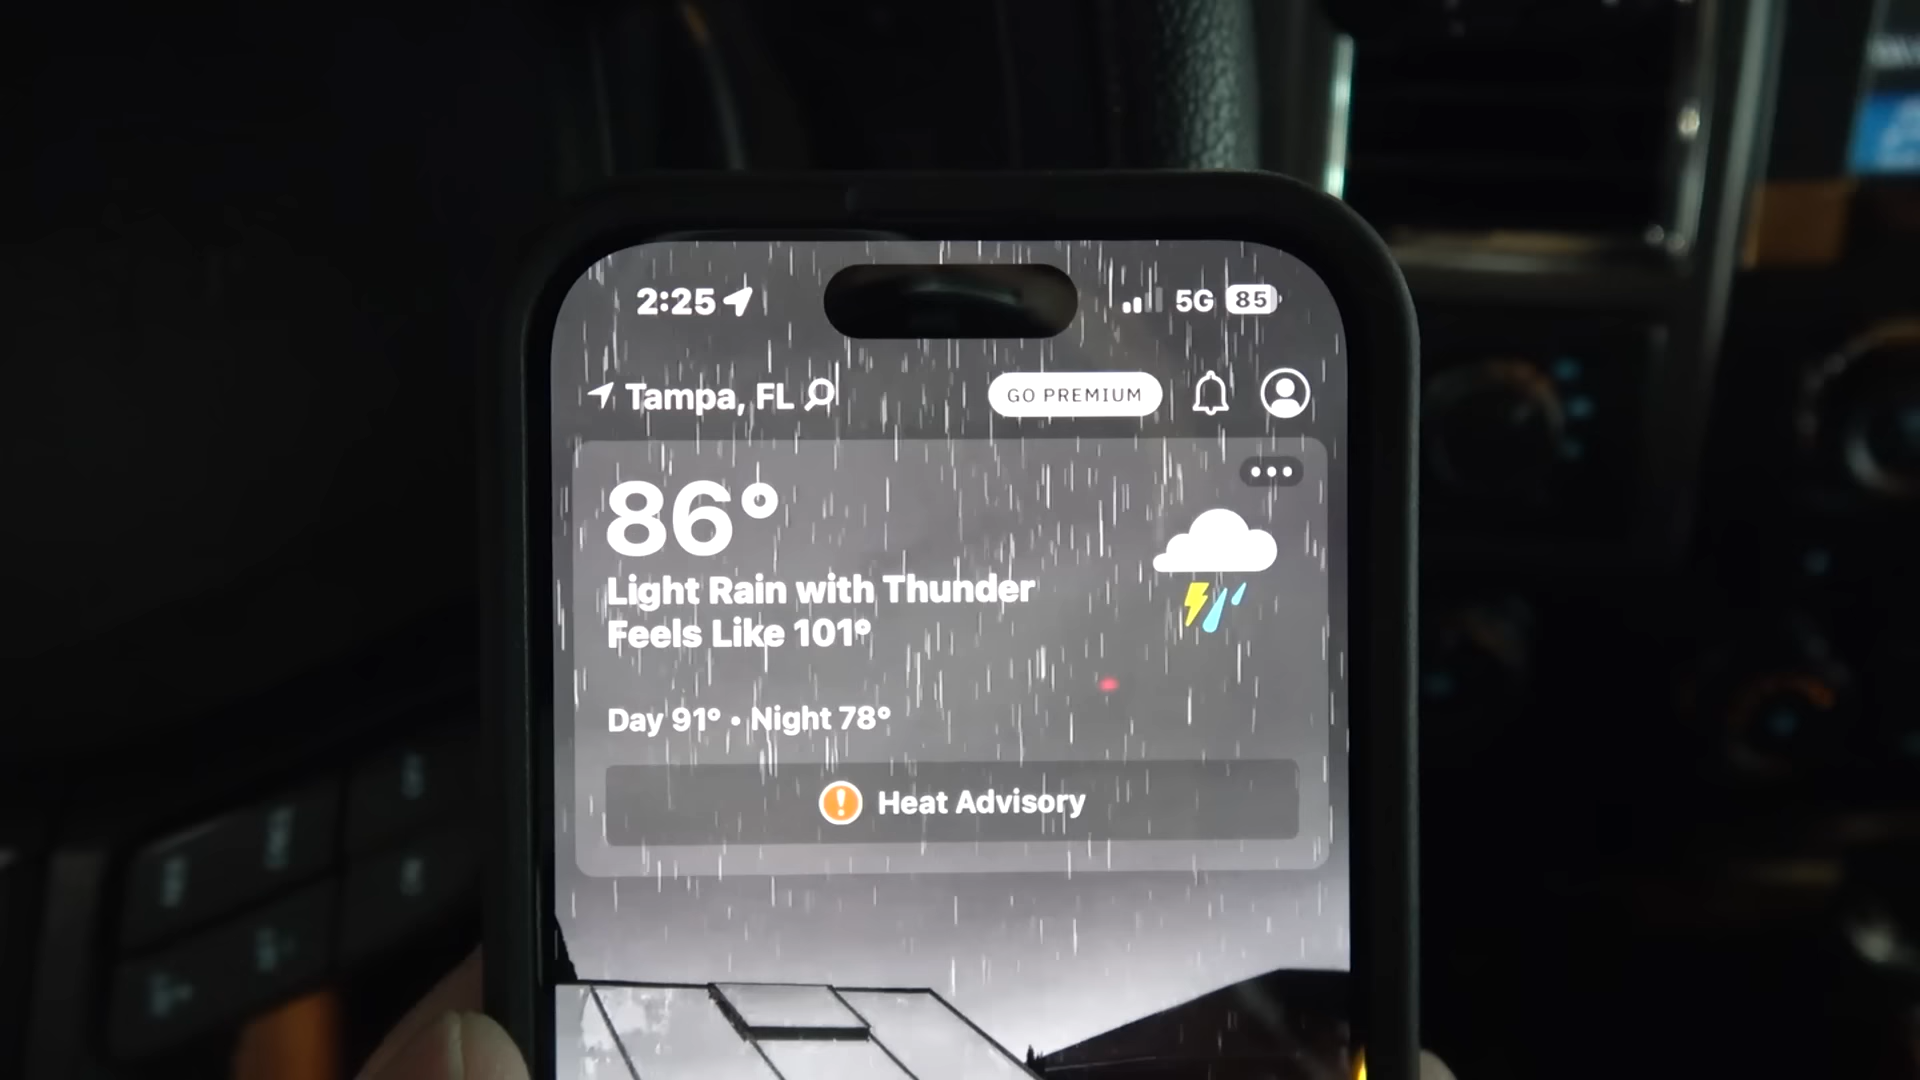 2:25 5G 85
Tampa, FL GO PREMIUM
86°
Light Rain with Thunder
Feels Like 101°
Day 91° • Night 78°
Heat Advisory